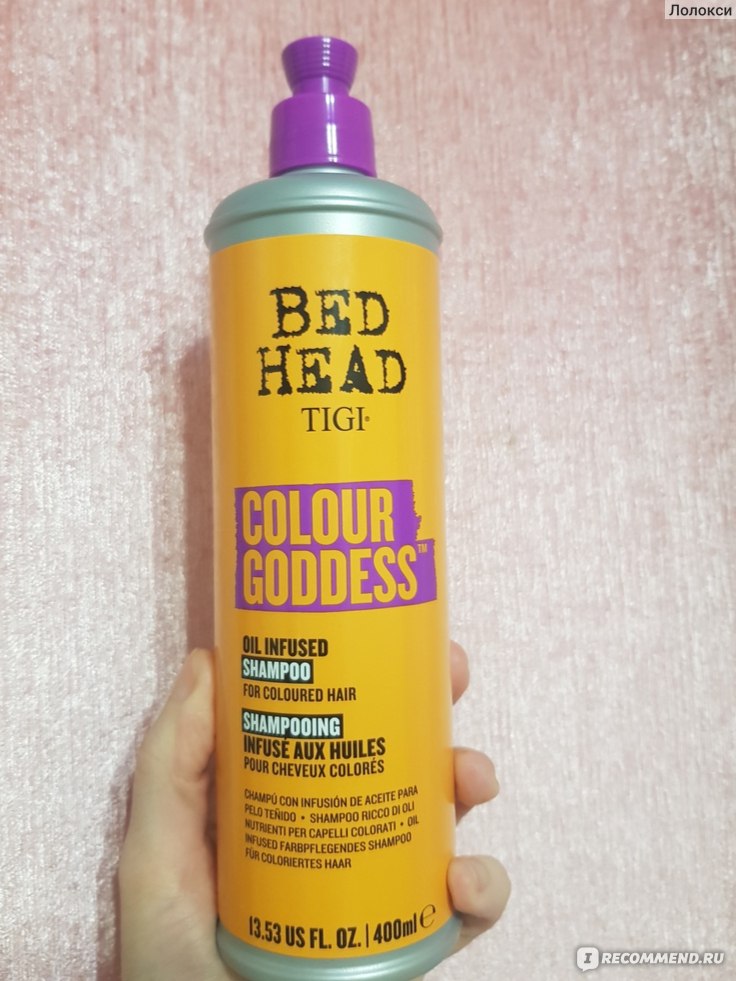 Лолокси
BED
HEAD
TIGI®
COLOUR
GODDESS™
OIL INFUSED
SHAMPOO
FOR COLOURED HAIR
SHAMPOOING
INFUSÉ AUX HUILES
POUR CHEVEUX COLORÉS
CHAMPÚ CON INFUSIÓN DE ACEITE PARA
PELO TEÑIDO • SHAMPOO RICCO DI OLI
NUTRIENTI PER CAPELLI COLORATI • OIL
INFUSED FARBPFLEGENDES SHAMPOO
FÜR COLORIERTES HAAR
13.53 US FL. OZ. | 400ml ℮
IRECOMMEND.RU